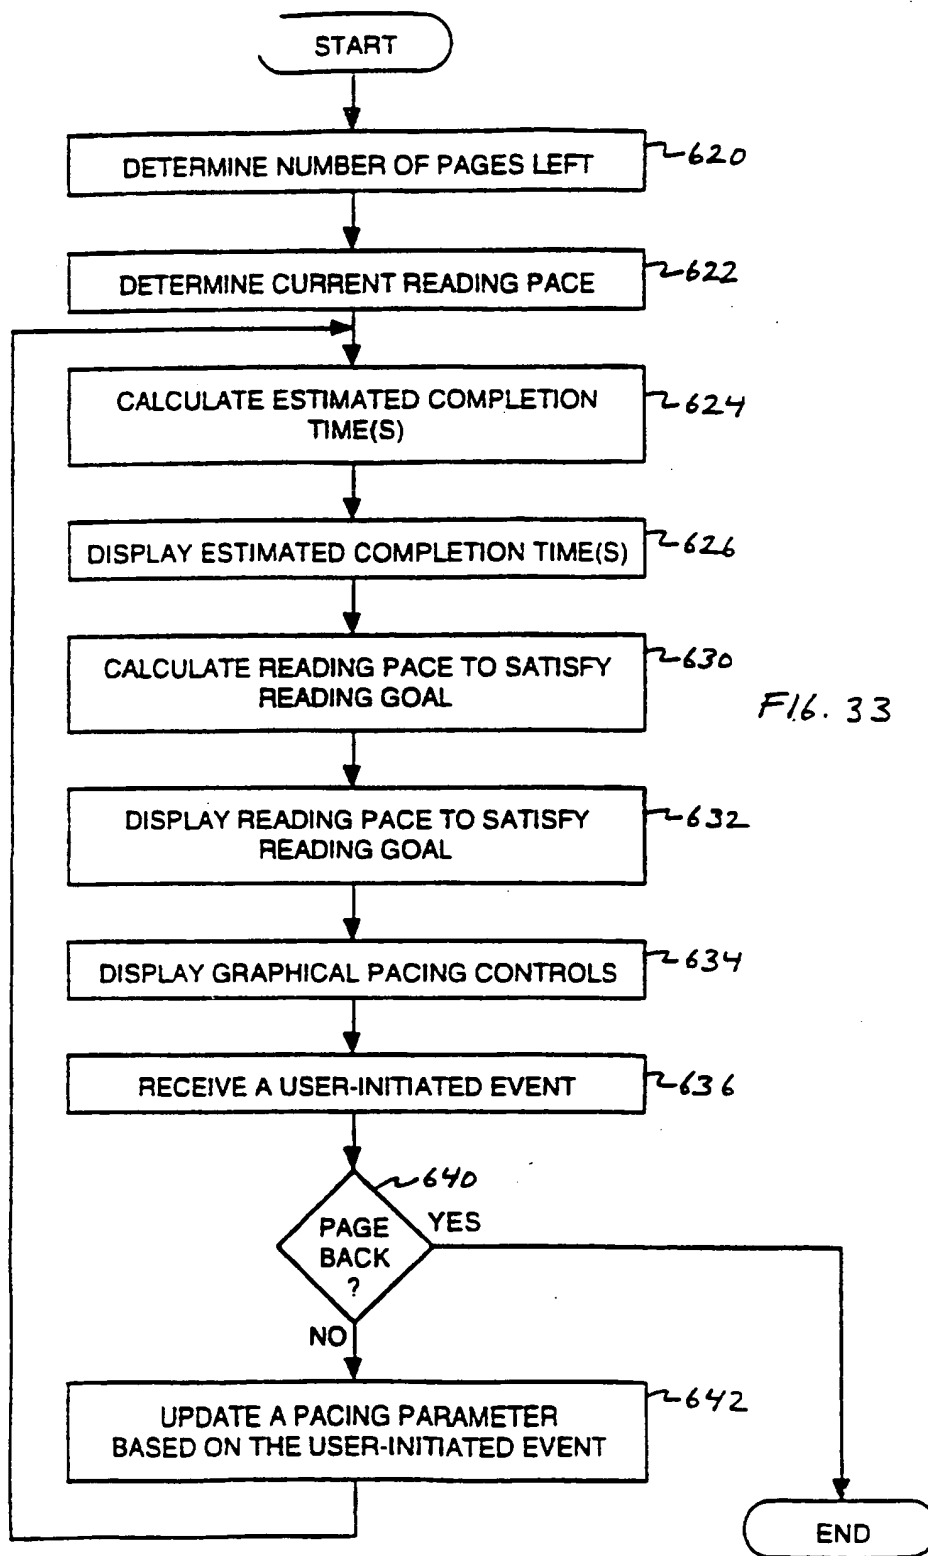 START
DETERMINE NUMBER OF PAGES LEFT
620
DETERMINE CURRENT READING PACE
622
CALCULATE ESTIMATED COMPLETION
TIME(S)
624
DISPLAY ESTIMATED COMPLETION TIME(S)
626
CALCULATE READING PACE TO SATISFY
READING GOAL
630
FIG. 33
DISPLAY READING PACE TO SATISFY
READING GOAL
632
DISPLAY GRAPHICAL PACING CONTROLS
634
RECEIVE A USER-INITIATED EVENT
636
640
PAGE
BACK
?
YES
NO
UPDATE A PACING PARAMETER
BASED ON THE USER-INITIATED EVENT
642
END